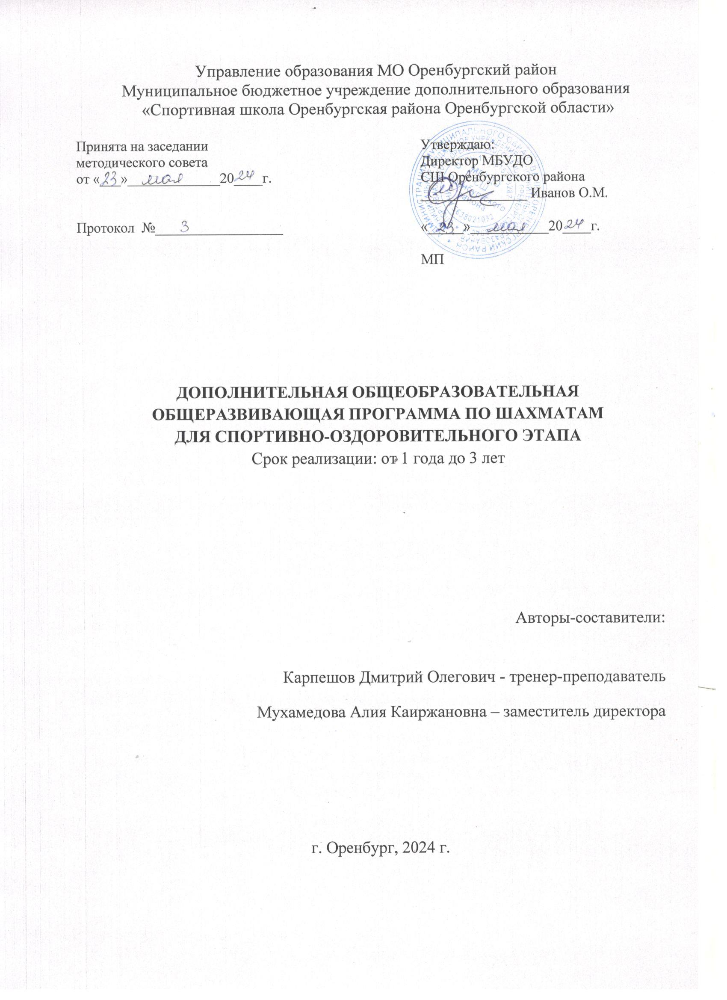 Управление образования МО Оренбургский район
Муниципальное бюджетное учреждение дополнительного образования
«Спортивная школа Оренбургская района Оренбургской области»
Принята на заседании
методического совета
от «23» мая 2024 г.
Протокол № 3
Утверждаю:
Директор МБУДО
СШ Оренбургского района
Иванов О.М.
«23» мая 2024 г.
МП
ДОПОЛНИТЕЛЬНАЯ ОБЩЕОБРАЗОВАТЕЛЬНАЯ
ОБЩЕРАЗВИВАЮЩАЯ ПРОГРАММА ПО ШАХМАТАМ
ДЛЯ СПОРТИВНО-ОЗДОРОВИТЕЛЬНОГО ЭТАПА
Срок реализации: от 1 года до 3 лет
Авторы-составители:
Карпешов Дмитрий Олегович - тренер-преподаватель
Мухамедова Алия Каиржановна – заместитель директора
г. Оренбург, 2024 г.